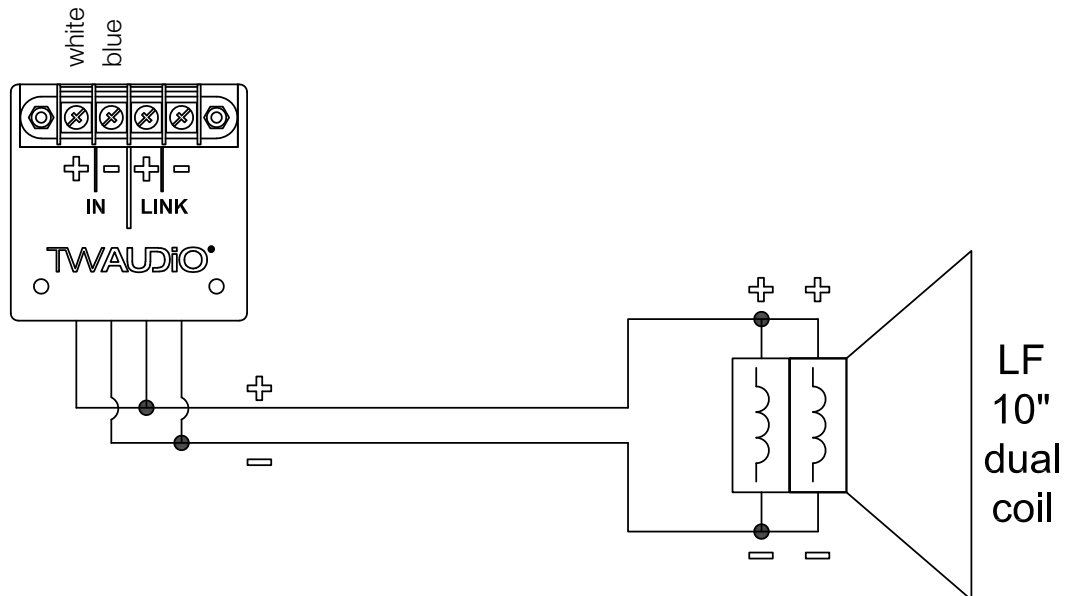 white
blue
+ - + -
IN LINK
TWAUDiO
+
-
+ +
- -
LF
10"
dual
coil